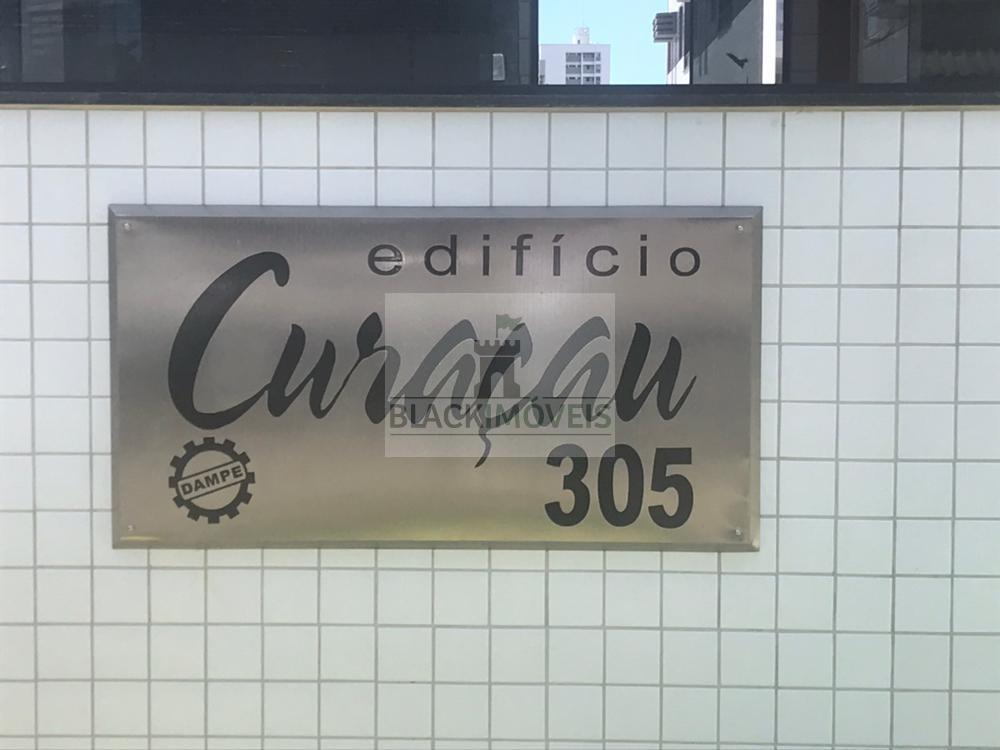 edifício
Curaçau
BLACKIMÓVEIS
DAMPE
305